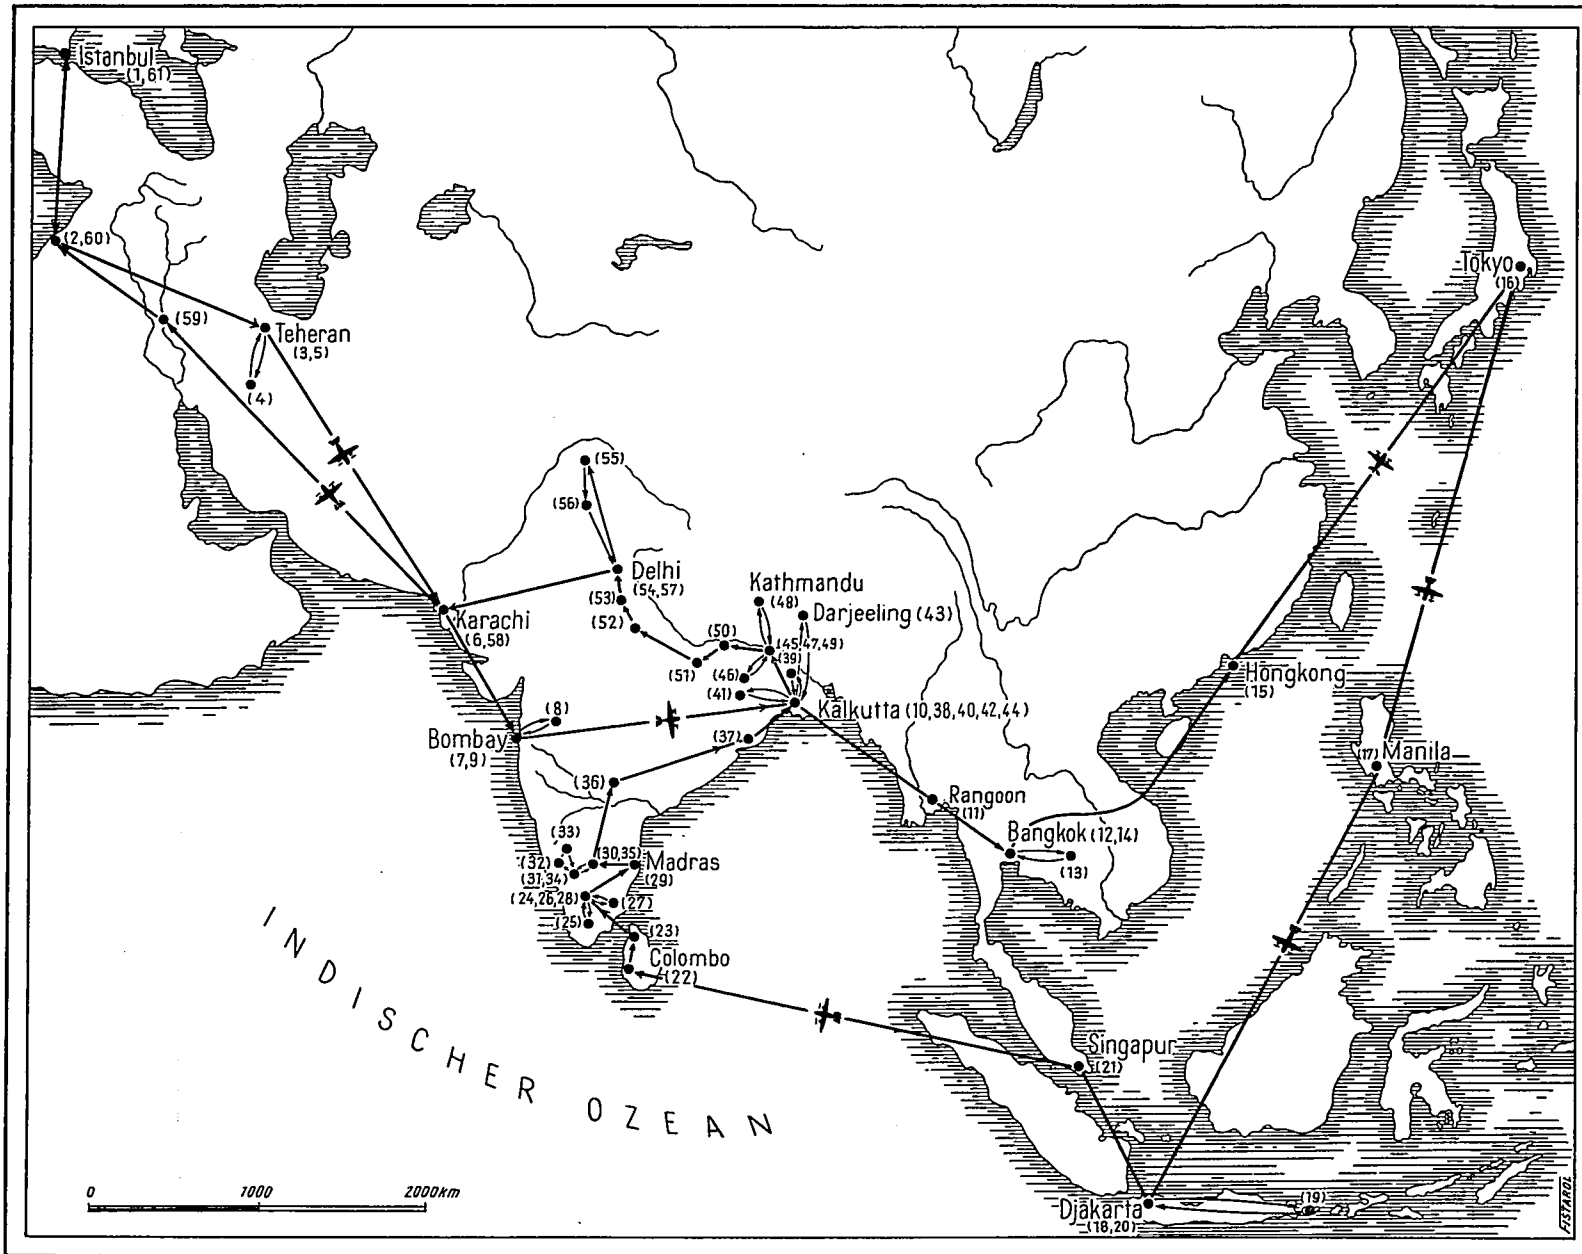 Istanbul
(1,61)
(2,60)
Tokyo
(16)
(59)
Teheran
(3,5)
(4)
(55)
(56)
Delhi
(54,57)
Kathmandu
(48)
(53)
Darjeeling (43)
Karachi
(6,58)
(52)
(50)
(45,47,49)
(39)
(51)
(46)
(41)
Hongkong
(15)
(8)
Kalkutta (10,38,40,42,44)
Bombay
(7,9)
(37)
(17) Manila
(36)
Rangoon
(11)
(33)
Bangkok (12,14)
(32)
(30,35)
Madras
(29)
(13)
(31,34)
(24,26,28)
(27)
(25)
(23)
Colombo
(22)
INDISCHER OZEAN
Singapur
(21)
0 1000 2000km
Djakarta
(18,20)
(19)
FISTAROL